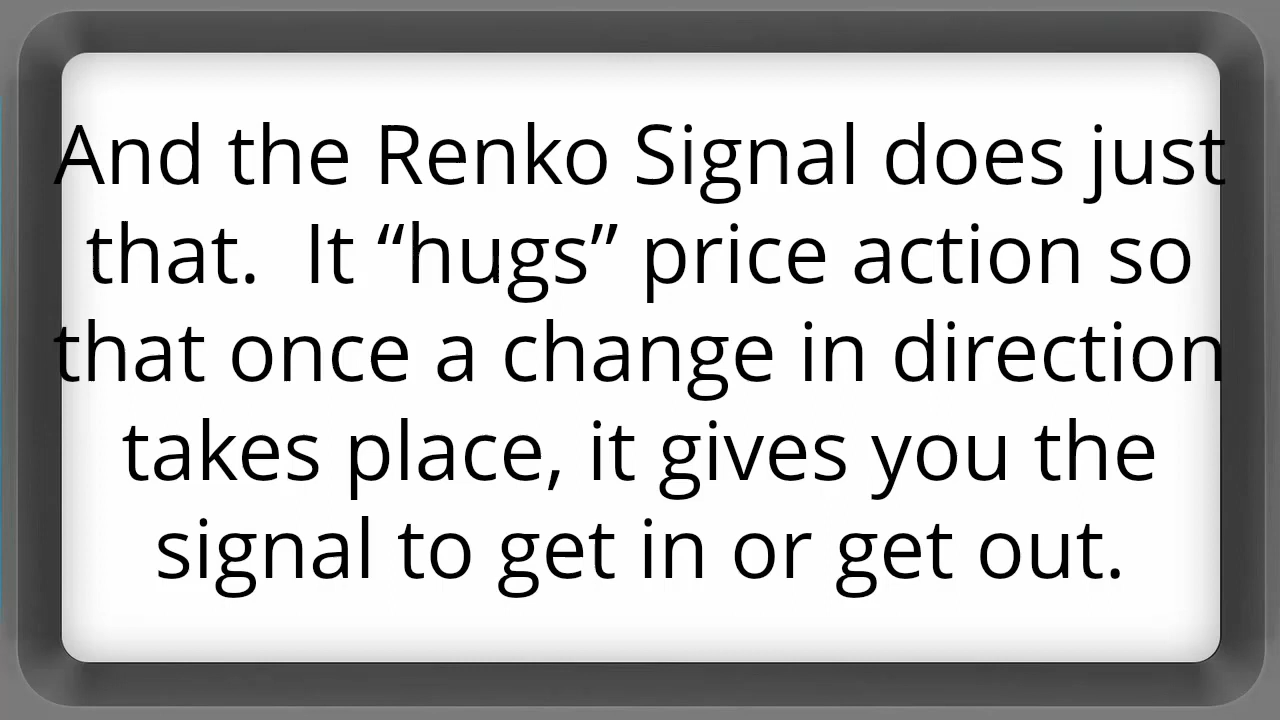 And the Renko Signal does just
that.  It “hugs” price action so
that once a change in direction
takes place, it gives you the
signal to get in or get out.